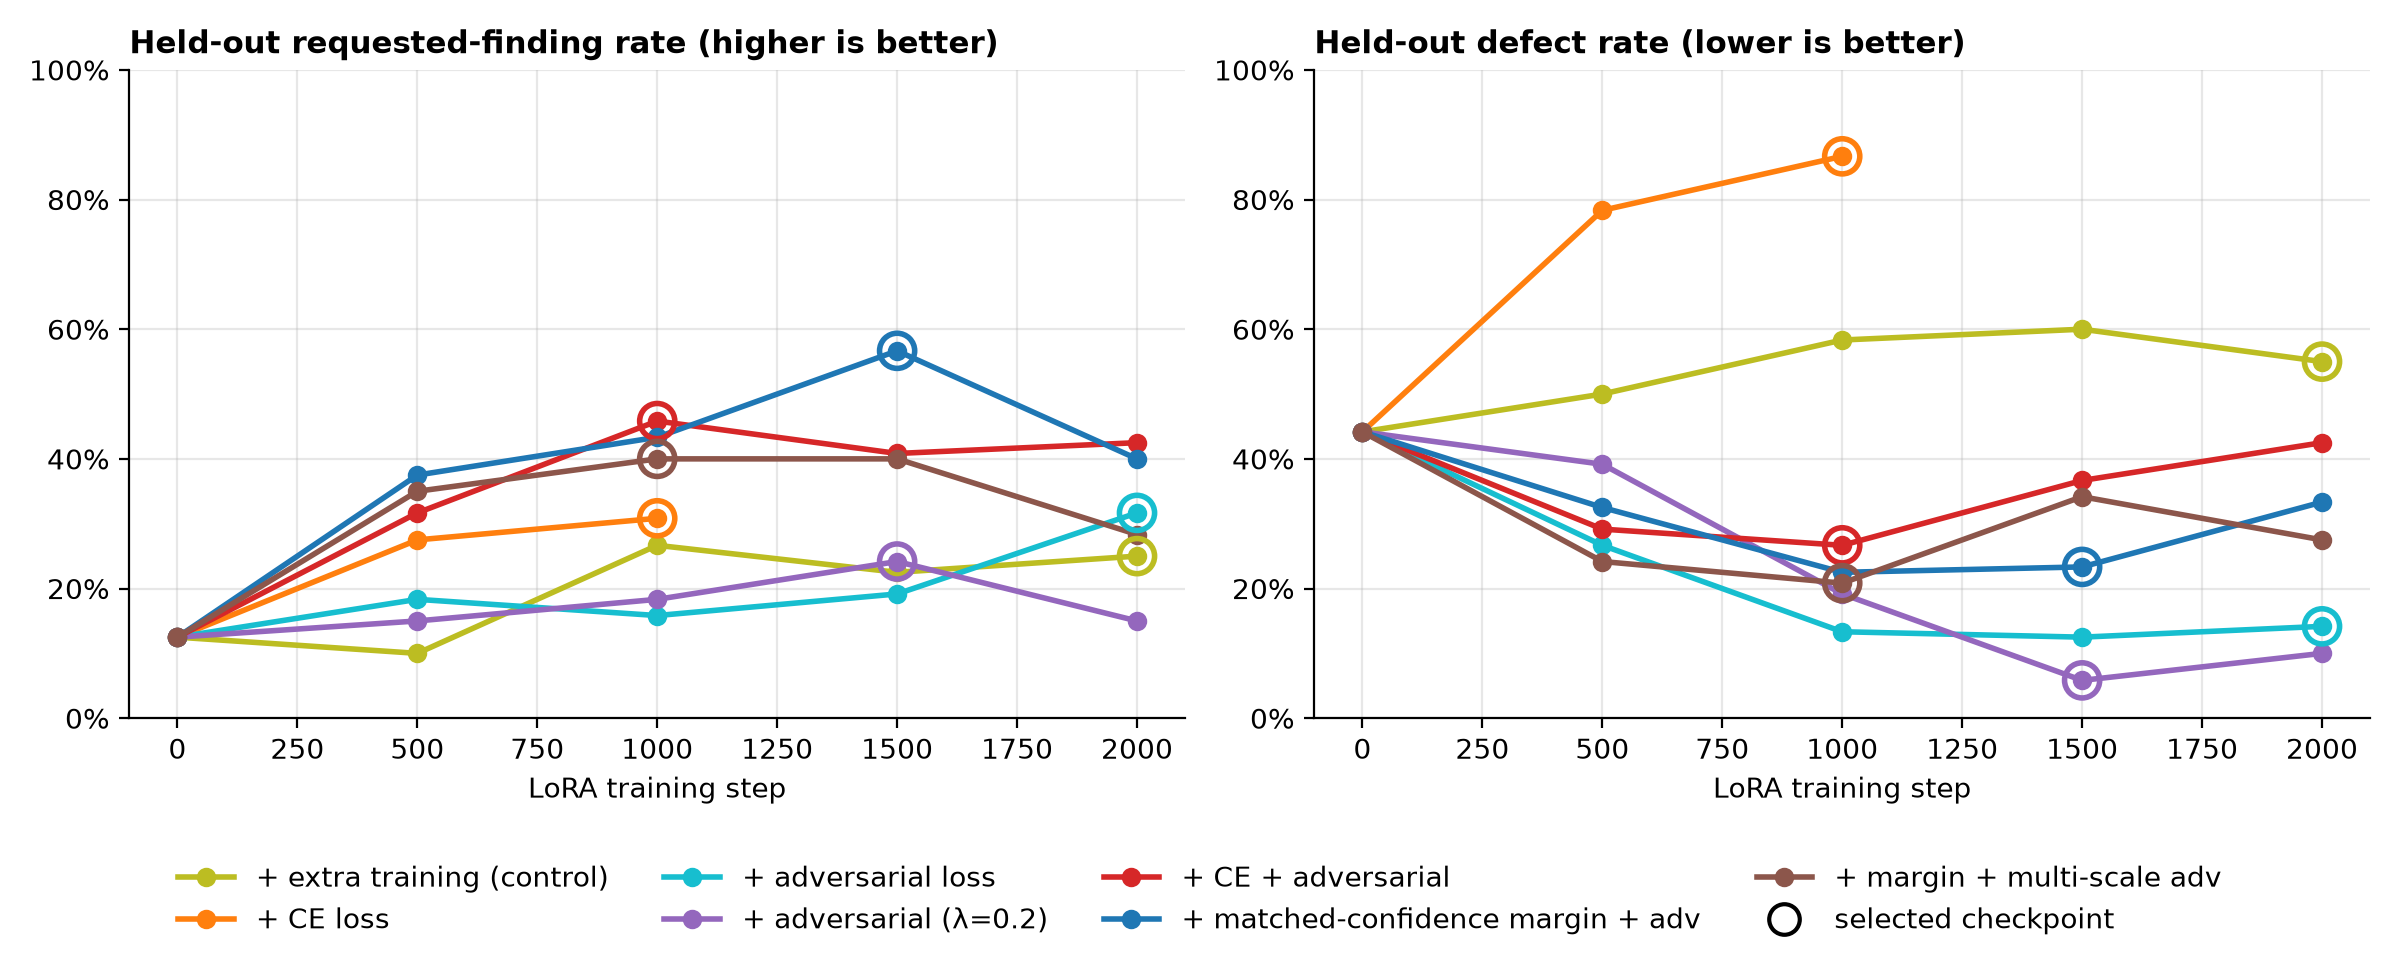 Held-out requested-finding rate (higher is better)
100%
80%
60%
40%
20%
0%
0 250 500 750 1000 1250 1500 1750 2000
LoRA training step
Held-out defect rate (lower is better)
100%
80%
60%
40%
20%
0%
0 250 500 750 1000 1250 1500 1750 2000
LoRA training step
+ extra training (control)
+ CE loss
+ adversarial loss
+ adversarial (λ=0.2)
+ CE + adversarial
+ matched-confidence margin + adv
+ margin + multi-scale adv
selected checkpoint